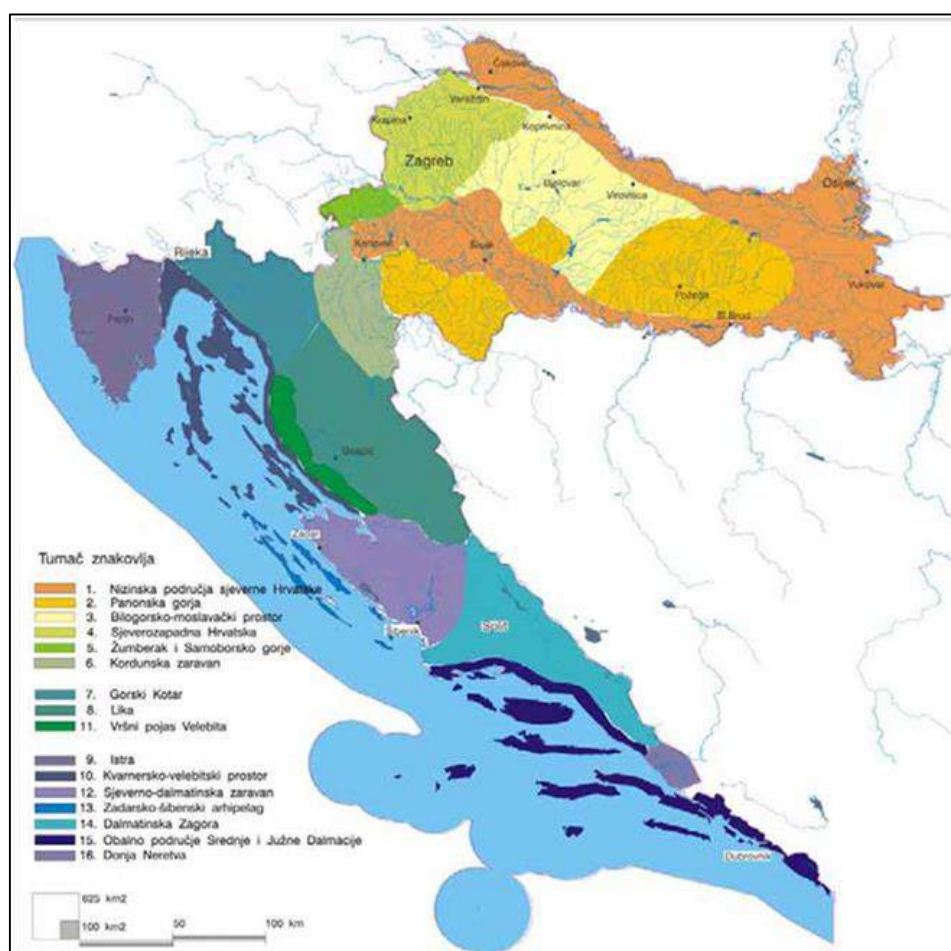 Čakovec
Varaždin
Krapina
Koprivnica
Zagreb
Bjelovar
Virovitica
Osijek
Karlovac
Sisak
Rijeka
Požega
Vukovar
Sl.Brod
Pazin
Gospić
Zadar
Šibenik
Split
Dubrovnik
Tumač znakovlja
1. Nizinska područja sjeverne Hrvatske
2. Panonska gorja
3. Bilogorsko-moslavački prostor
4. Sjeverozapadna Hrvatska
5. Žumberak i Samoborsko gorje
6. Kordunska zaravan
7. Gorski Kotar
8. Lika
11. Vršni pojas Velebita
9. Istra
10. Kvarnersko-velebitski prostor
12. Sjeverno-dalmatinska zaravan
13. Zadarsko-šibenski arhipelag
14. Dalmatinska Zagora
15. Obalno područje Srednje i Južne Dalmacije
16. Donja Neretva
625 km2
100 km2
50
100 km